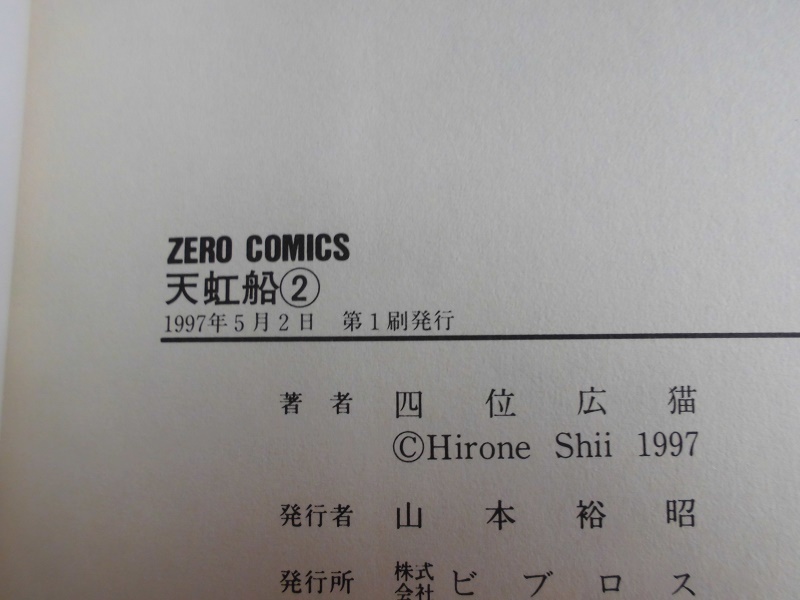 ZERO COMICS
天虹船②
1997年5月2日　第1刷発行
著者　四位広猫
©Hirone Shii 1997
発行者　山本裕昭
発行所　株式会社ビブロス